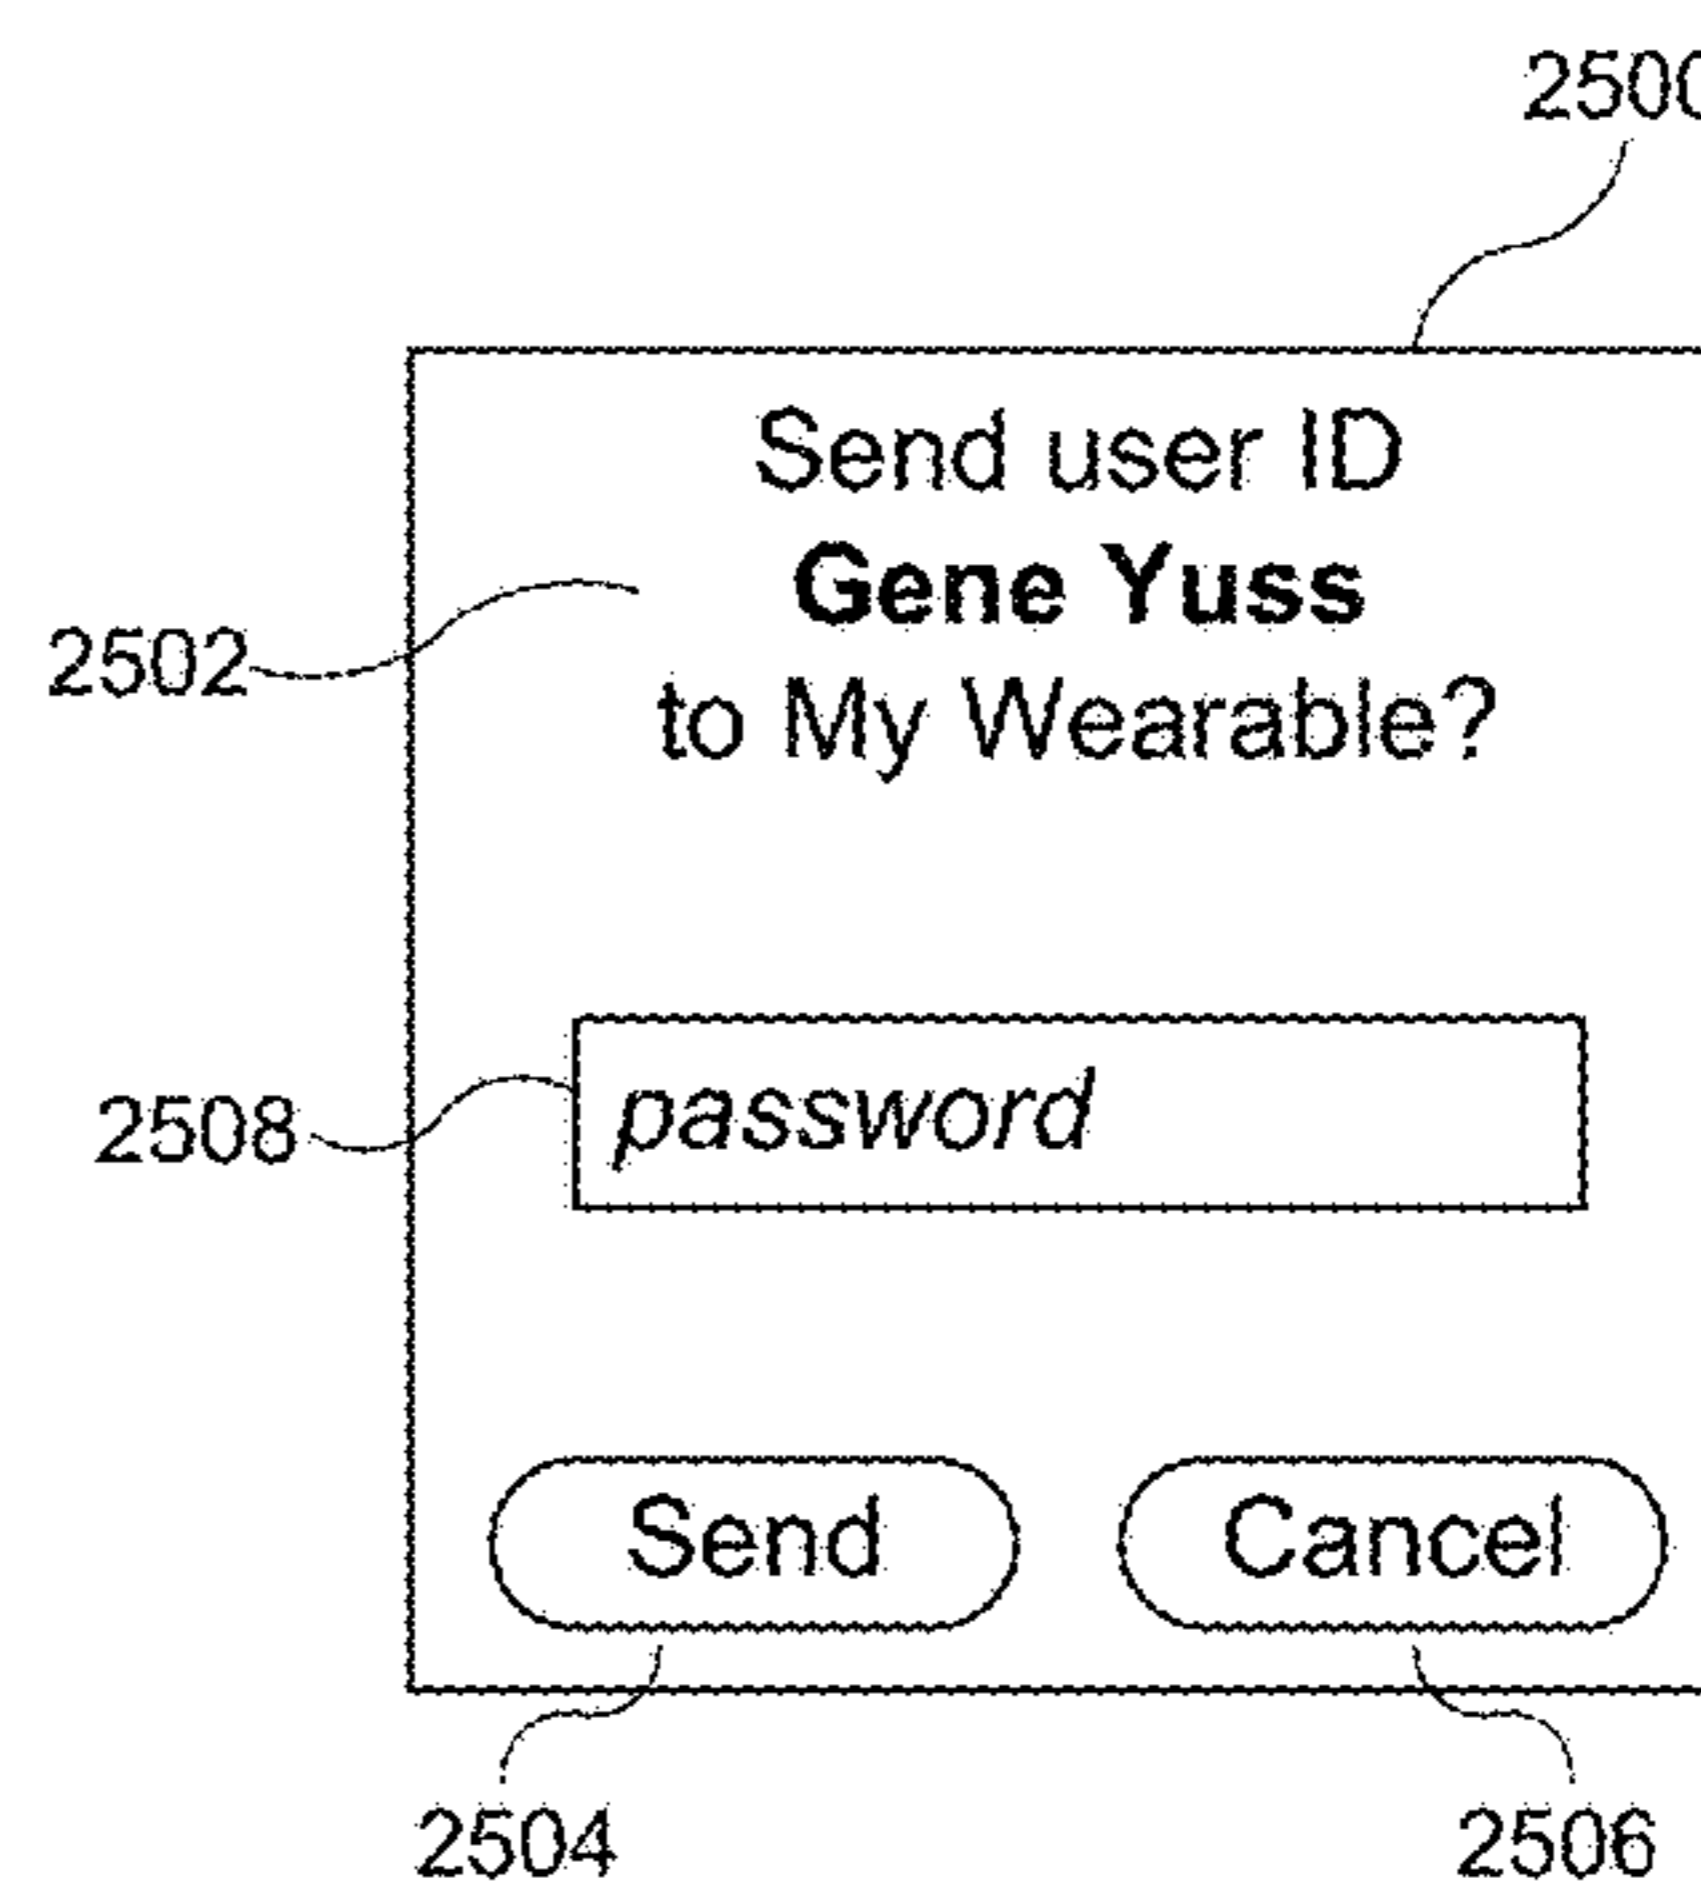 2500
Send user ID
Gene Yuss
2502
to My Wearable?
2508
password
Send
Cancel
2504
2506